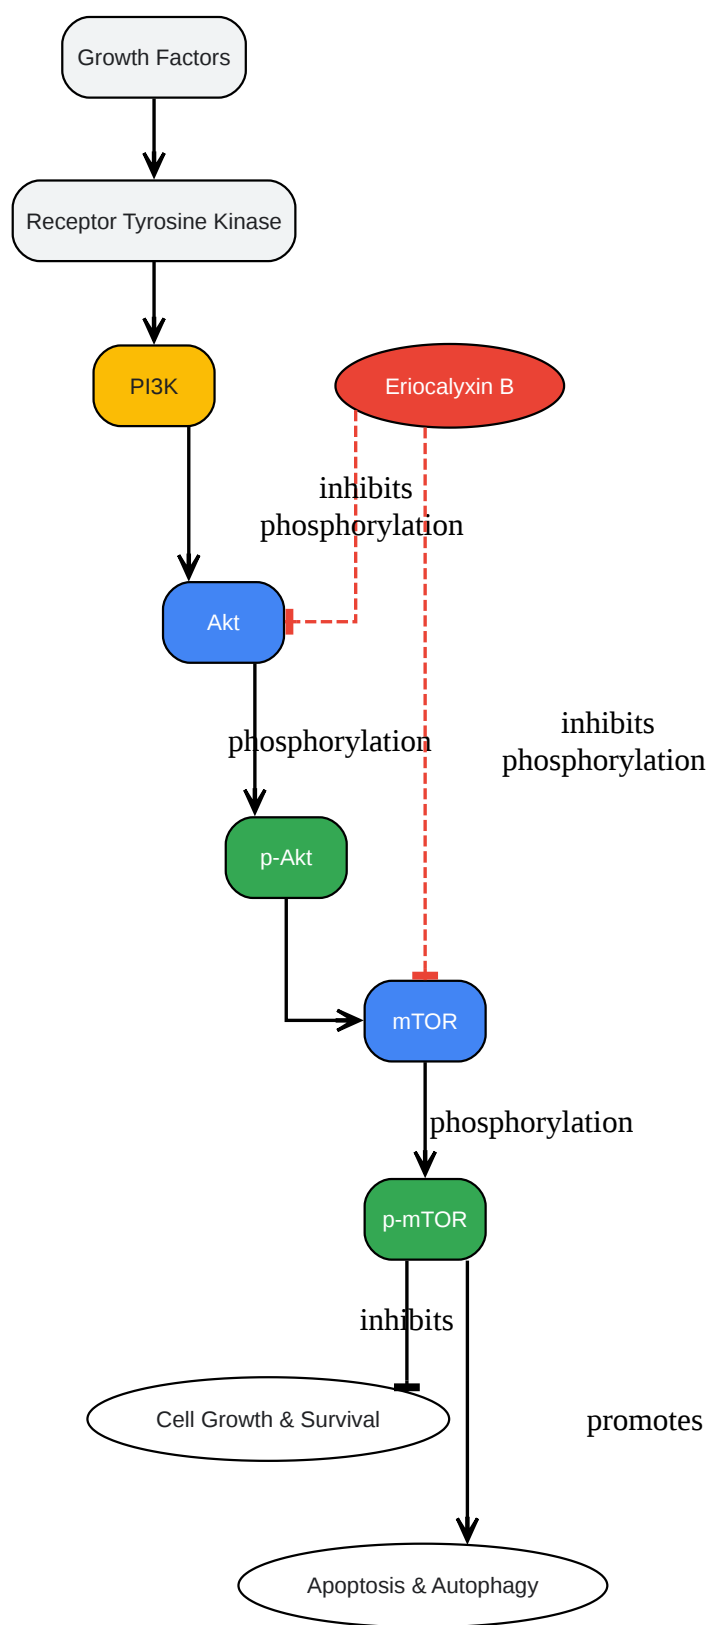 Growth Factors
Receptor Tyrosine Kinase
PI3K
Eriocalyxin B
inhibits
phosphorylation
Akt
phosphorylation
inhibits
phosphorylation
p-Akt
mTOR
phosphorylation
p-mTOR
inhibits
Cell Growth & Survival
promotes
Apoptosis & Autophagy